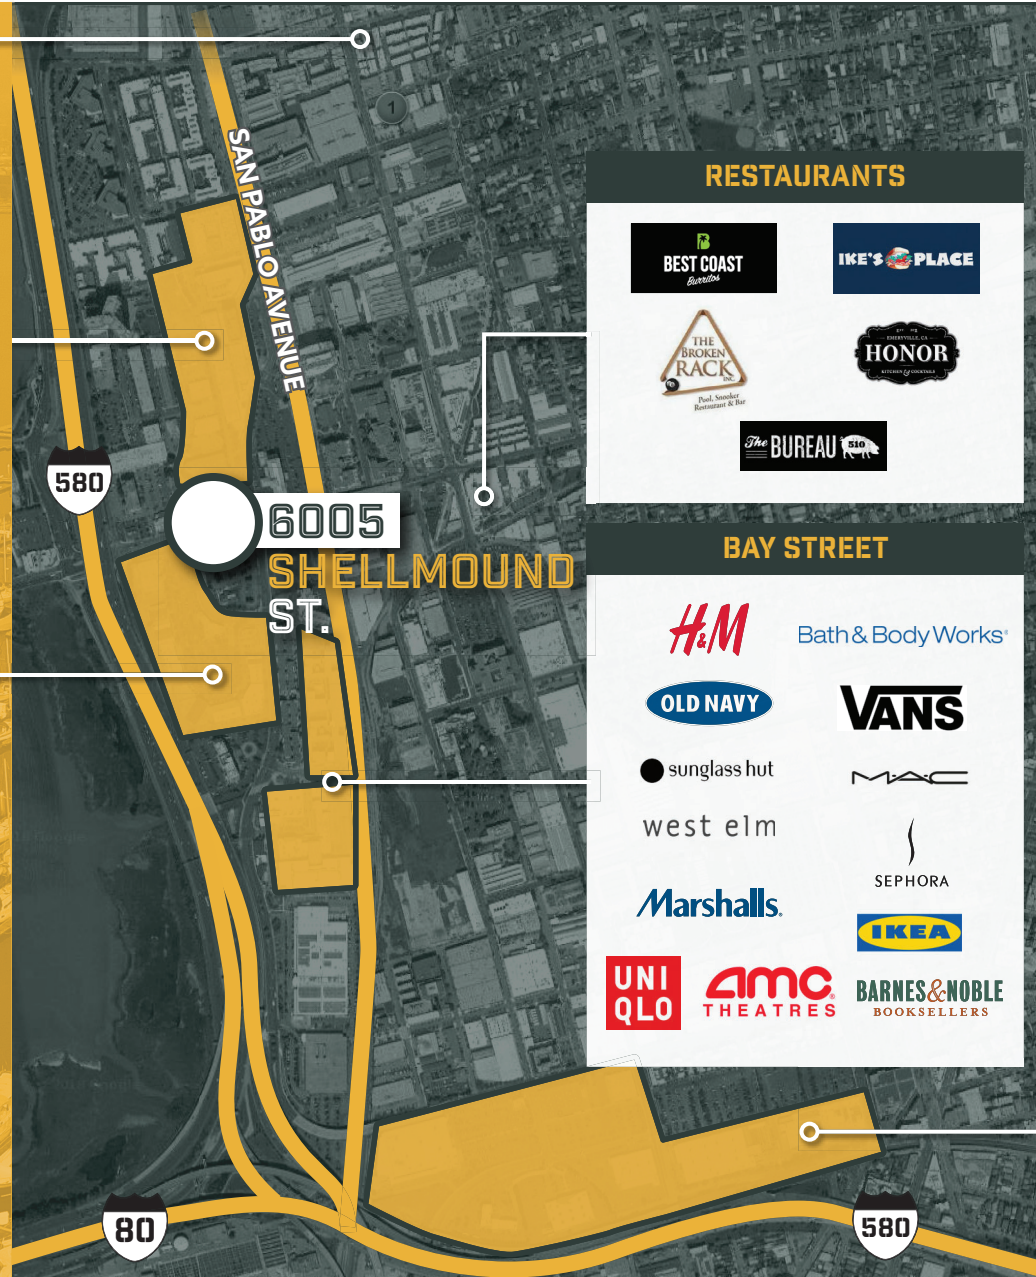 1
SAN PABLO AVENUE
580
6005
SHELLMOUND
ST.
RESTAURANTS
BEST COAST
Burritos
IKE'S PLACE
THE
BROKEN
RACK
INC.
Pool, Snooker
Restaurant & Bar
EMERYVILLE, CA
HONOR
KITCHEN & COCKTAILS
The BUREAU 510
BAY STREET
H&M
Bath & Body Works
OLD NAVY
VANS
sunglass hut
M·A·C
west elm
SEPHORA
Marshalls.
IKEA
UNI
QLO
amc
THEATRES
BARNES&NOBLE
BOOKSELLERS
80
580